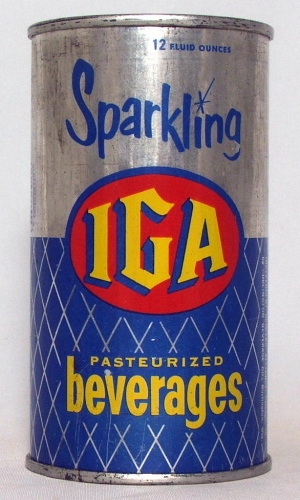 12 FLUID OUNCES
Sparkling
IGA
PASTEURIZED
beverages